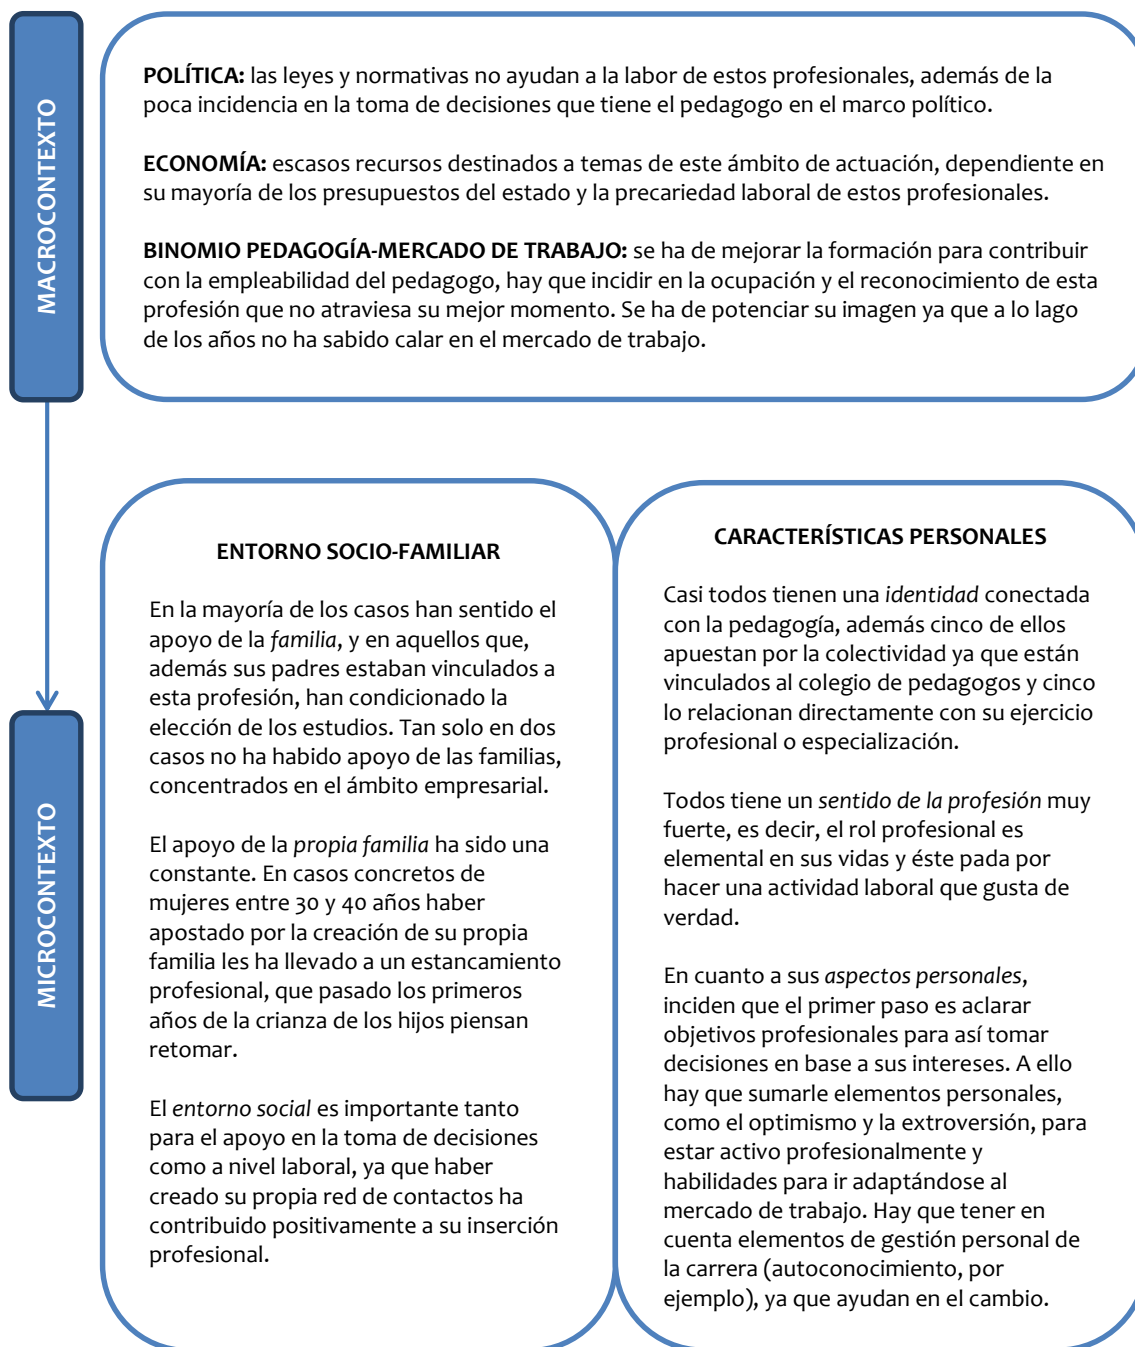 MACROCONTEXTO
POLÍTICA: las leyes y normativas no ayudan a la labor de estos profesionales, además de la
poca incidencia en la toma de decisiones que tiene el pedagogo en el marco político.
ECONOMÍA: escasos recursos destinados a temas de este ámbito de actuación, dependiente en
su mayoría de los presupuestos del estado y la precariedad laboral de estos profesionales.
BINOMIO PEDAGOGÍA-MERCADO DE TRABAJO: se ha de mejorar la formación para contribuir
con la empleabilidad del pedagogo, hay que incidir en la ocupación y el reconocimiento de esta
profesión que no atraviesa su mejor momento. Se ha de potenciar su imagen ya que a lo lago
de los años no ha sabido calar en el mercado de trabajo.
MICROCONTEXTO
ENTORNO SOCIO-FAMILIAR
En la mayoría de los casos han sentido el
apoyo de la familia, y en aquellos que,
además sus padres estaban vinculados a
esta profesión, han condicionado la
elección de los estudios. Tan solo en dos
casos no ha habido apoyo de las familias,
concentrados en el ámbito empresarial.
El apoyo de la propia familia ha sido una
constante. En casos concretos de
mujeres entre 30 y 40 años haber
apostado por la creación de su propia
familia les ha llevado a un estancamiento
profesional, que pasado los primeros
años de la crianza de los hijos piensan
retomar.
El entorno social es importante tanto
para el apoyo en la toma de decisiones
como a nivel laboral, ya que haber
creado su propia red de contactos ha
contribuido positivamente a su inserción
profesional.
CARACTERÍSTÍCAS PERSONALES
Casi todos tienen una identidad conectada
con la pedagogía, además cinco de ellos
apuestan por la colectividad ya que están
vinculados al colegio de pedagogos y cinco
lo relacionan directamente con su ejercicio
profesional o especialización.
Todos tiene un sentido de la profesión muy
fuerte, es decir, el rol profesional es
elemental en sus vidas y éste pada por
hacer una actividad laboral que gusta de
verdad.
En cuanto a sus aspectos personales,
inciden que el primer paso es aclarar
objetivos profesionales para así tomar
decisiones en base a sus intereses. A ello
hay que sumarle elementos personales,
como el optimismo y la extroversión, para
estar activo profesionalmente y
habilidades para ir adaptándose al
mercado de trabajo. Hay que tener en
cuenta elementos de gestión personal de
la carrera (autoconocimiento, por
ejemplo), ya que ayudan en el cambio.